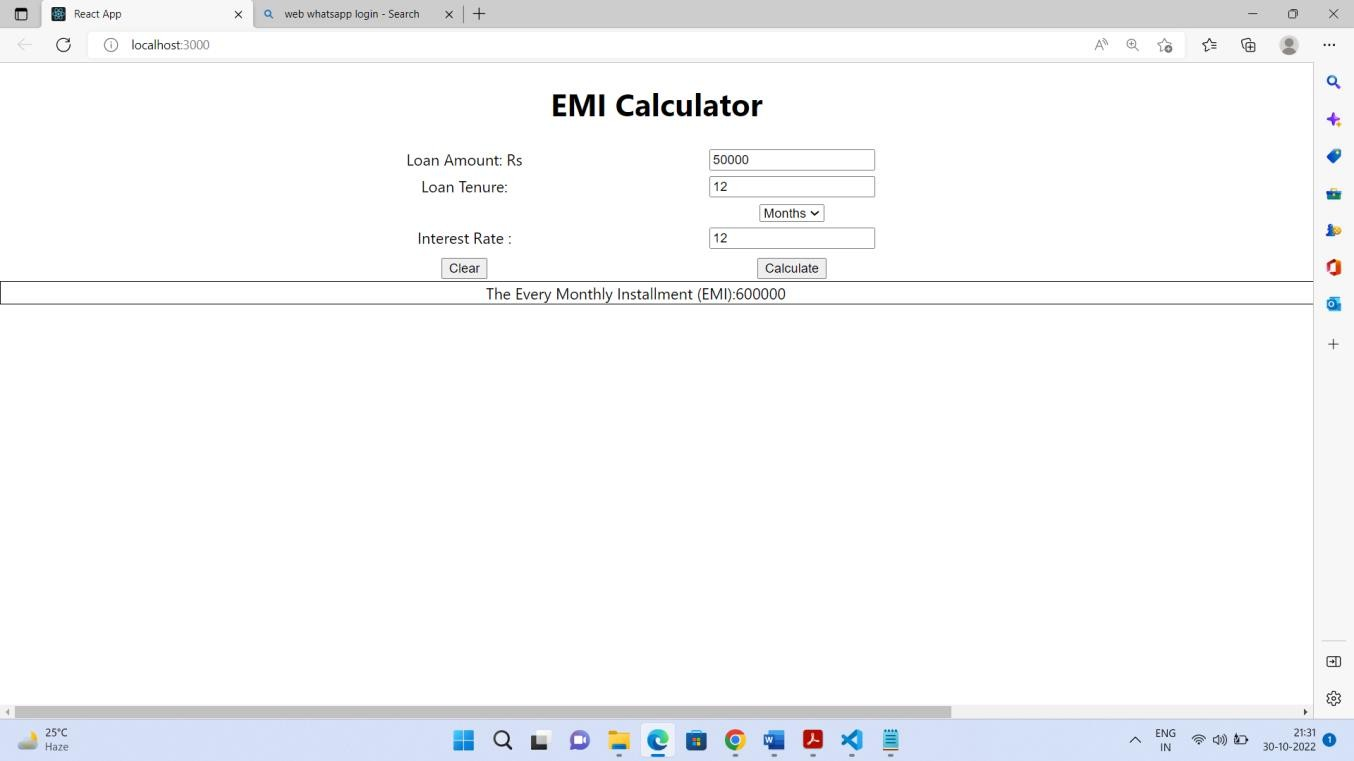 React App
web whatsapp login - Search
localhost:3000
EMI Calculator
Loan Amount: Rs 50000
Loan Tenure: 12
Months
Interest Rate : 12
Clear Calculate
The Every Monthly Installment (EMI):600000
25°C
Haze
ENG
IN
21:31
30-10-2022
1